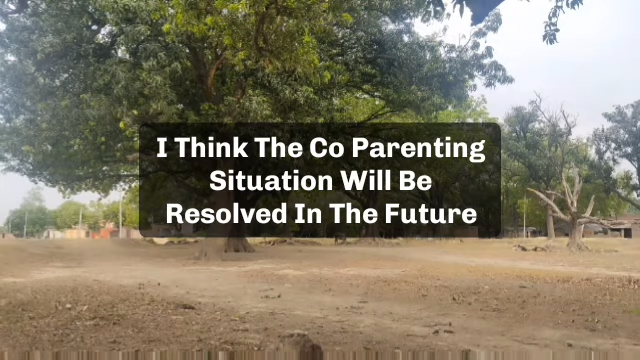 I Think The Co Parenting
Situation Will Be
Resolved In The Future